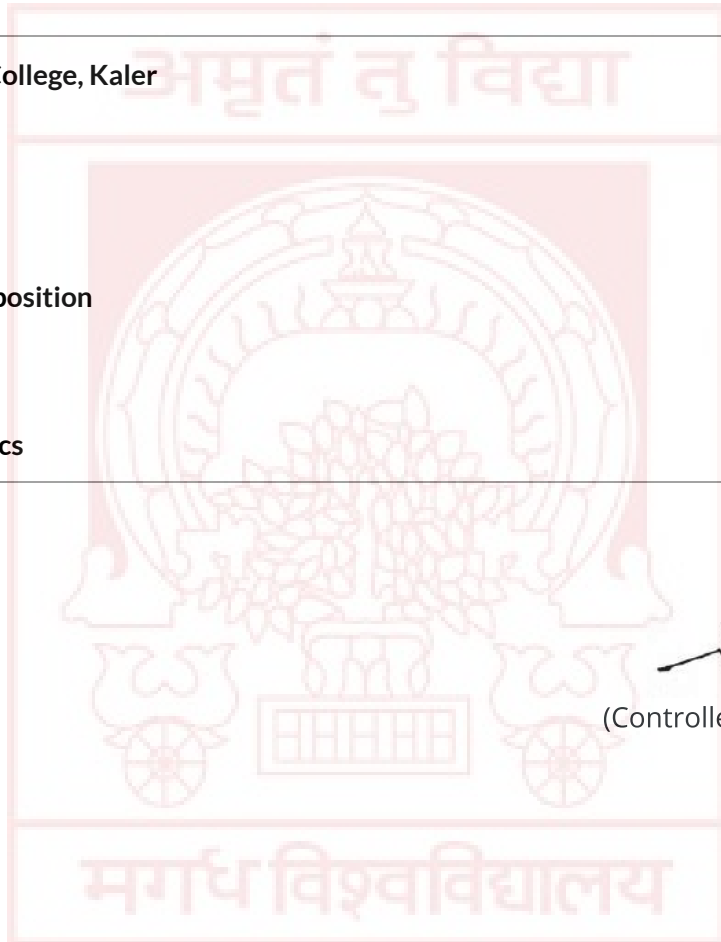 अमृतं तु विद्या
College, Kaler
position
cs
(Controlle
मगध विश्वविद्यालय